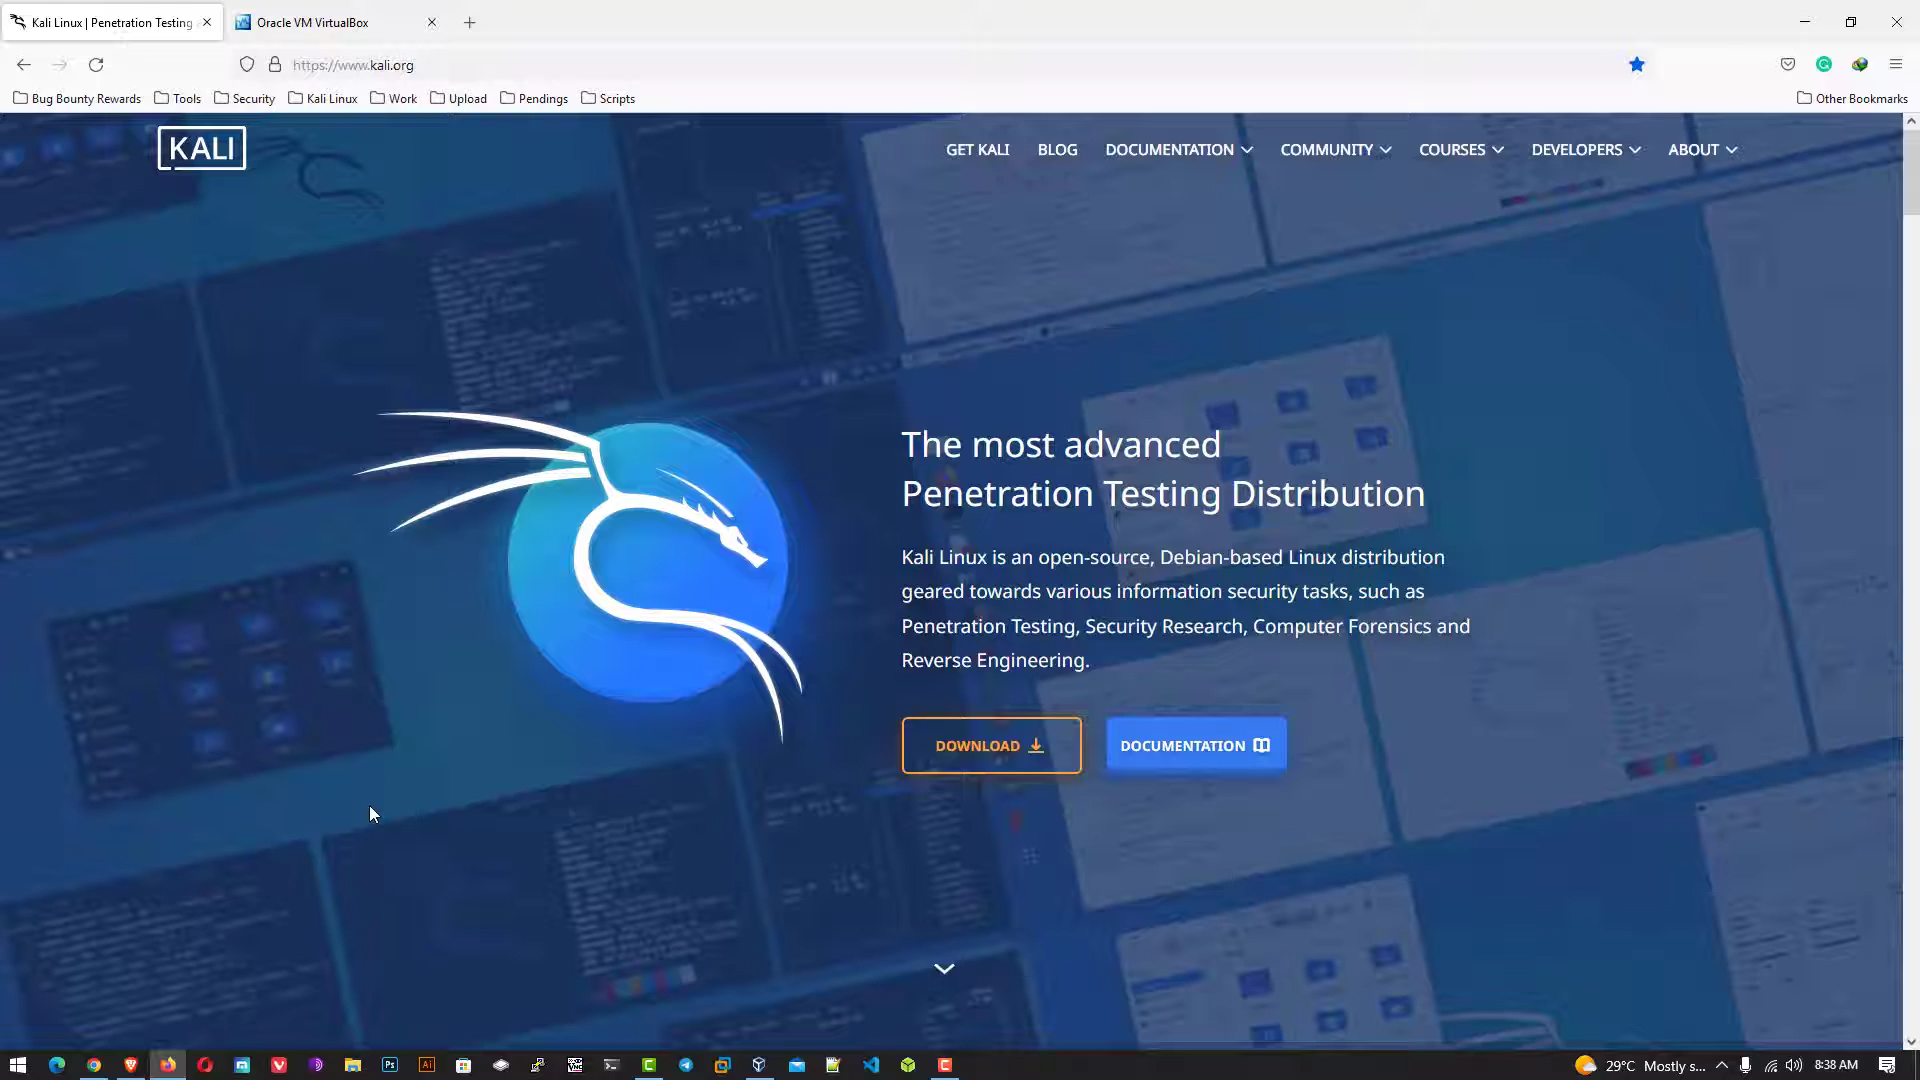 Kali Linux | Penetration Testing
Oracle VM VirtualBox
https://www.kali.org
Bug Bounty Rewards
Tools
Security
Kali Linux
Work
Upload
Pendings
Scripts
Other Bookmarks
KALI
GET KALI
BLOG
DOCUMENTATION
COMMUNITY
COURSES
DEVELOPERS
ABOUT
The most advanced
Penetration Testing Distribution
Kali Linux is an open-source, Debian-based Linux distribution
geared towards various information security tasks, such as
Penetration Testing, Security Research, Computer Forensics and
Reverse Engineering.
DOWNLOAD
DOCUMENTATION
Ps
Ai
29°C Mostly s...
8:38 AM